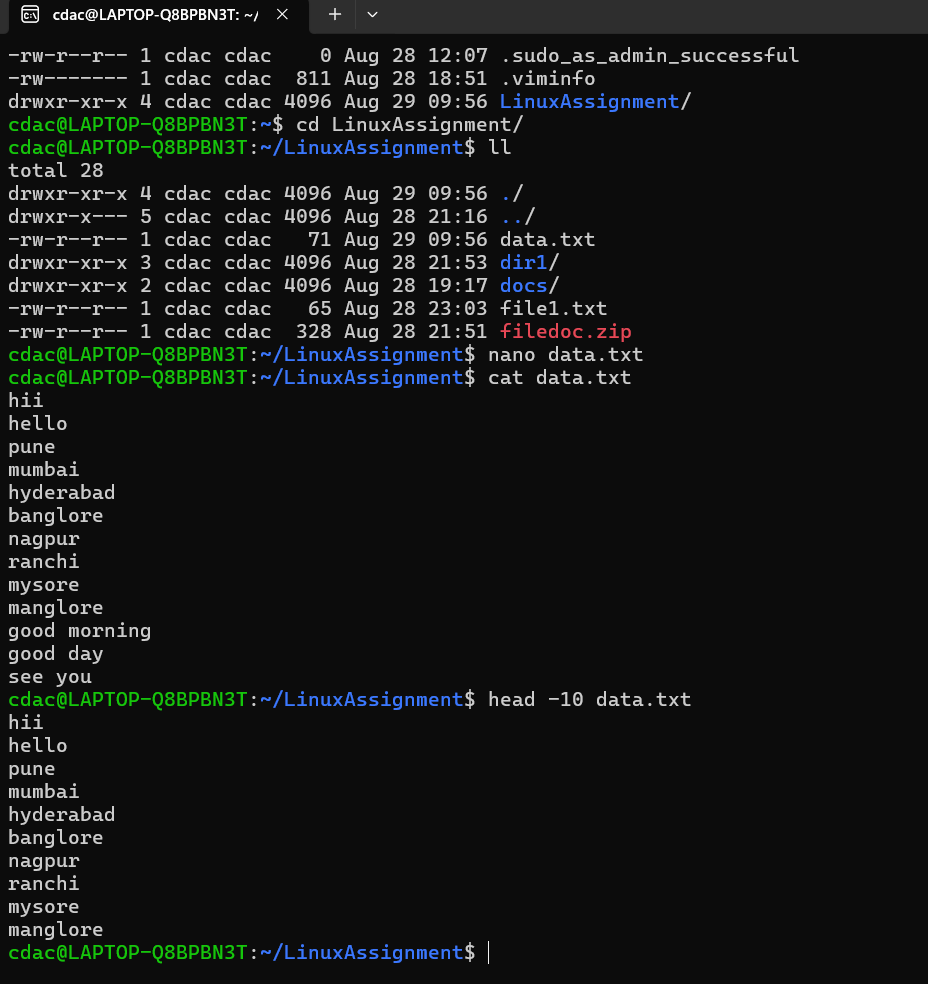 cdac@LAPTOP-Q8BPBN3T: ~/
-rw-r--r-- 1 cdac cdac    0 Aug 28 12:07 .sudo_as_admin_successful
-rw------- 1 cdac cdac  811 Aug 28 18:51 .viminfo
drwxr-xr-x 4 cdac cdac 4096 Aug 29 09:56 LinuxAssignment/
cdac@LAPTOP-Q8BPBN3T:~$ cd LinuxAssignment/
cdac@LAPTOP-Q8BPBN3T:~/LinuxAssignment$ ll
total 28
drwxr-xr-x 4 cdac cdac 4096 Aug 29 09:56 ./
drwxr-x--- 5 cdac cdac 4096 Aug 28 21:16 ../
-rw-r--r-- 1 cdac cdac   71 Aug 29 09:56 data.txt
drwxr-xr-x 3 cdac cdac 4096 Aug 28 21:53 dir1/
drwxr-xr-x 2 cdac cdac 4096 Aug 28 19:17 docs/
-rw-r--r-- 1 cdac cdac   65 Aug 28 23:03 file1.txt
-rw-r--r-- 1 cdac cdac  328 Aug 28 21:51 filedoc.zip
cdac@LAPTOP-Q8BPBN3T:~/LinuxAssignment$ nano data.txt
cdac@LAPTOP-Q8BPBN3T:~/LinuxAssignment$ cat data.txt
hii
hello
pune
mumbai
hyderabad
banglore
nagpur
ranchi
mysore
manglore
good morning
good day
see you
cdac@LAPTOP-Q8BPBN3T:~/LinuxAssignment$ head -10 data.txt
hii
hello
pune
mumbai
hyderabad
banglore
nagpur
ranchi
mysore
manglore
cdac@LAPTOP-Q8BPBN3T:~/LinuxAssignment$